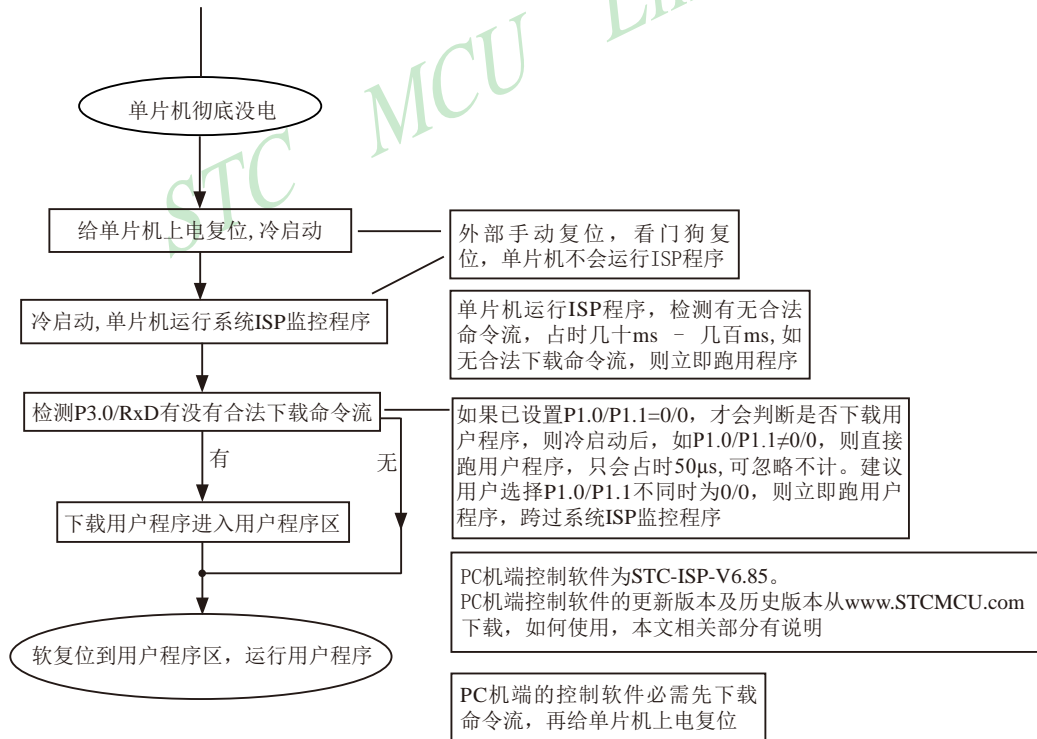 STC MCU
单片机彻底没电
给单片机上电复位,冷启动
外部手动复位，看门狗复
位，单片机不会运行ISP程序
冷启动,单片机运行系统ISP监控程序
单片机运行ISP程序，检测有无合法
命令流，占时几十ms – 几百ms,如
无合法下载命令流，则立即跑用程序
检测P3.0/RxD有没有合法下载命令流
如果已设置P1.0/P1.1=0/0，才会判断是否下载用
户程序，则冷启动后，如P1.0/P1.1≠0/0，则直接
跑用户程序，只会占时50μs,可忽略不计。建议
用户选择P1.0/P1.1不同时为0/0，则立即跑用户
程序，跨过系统ISP监控程序
有
无
下载用户程序进入用户程序区
PC机端控制软件为STC-ISP-V6.85。
PC机端控制软件的更新版本及历史版本从www.STCMCU.com
下载，如何使用，本文相关部分有说明
软复位到用户程序区，运行用户程序
PC机端的控制软件必需先下载
命令流，再给单片机上电复位